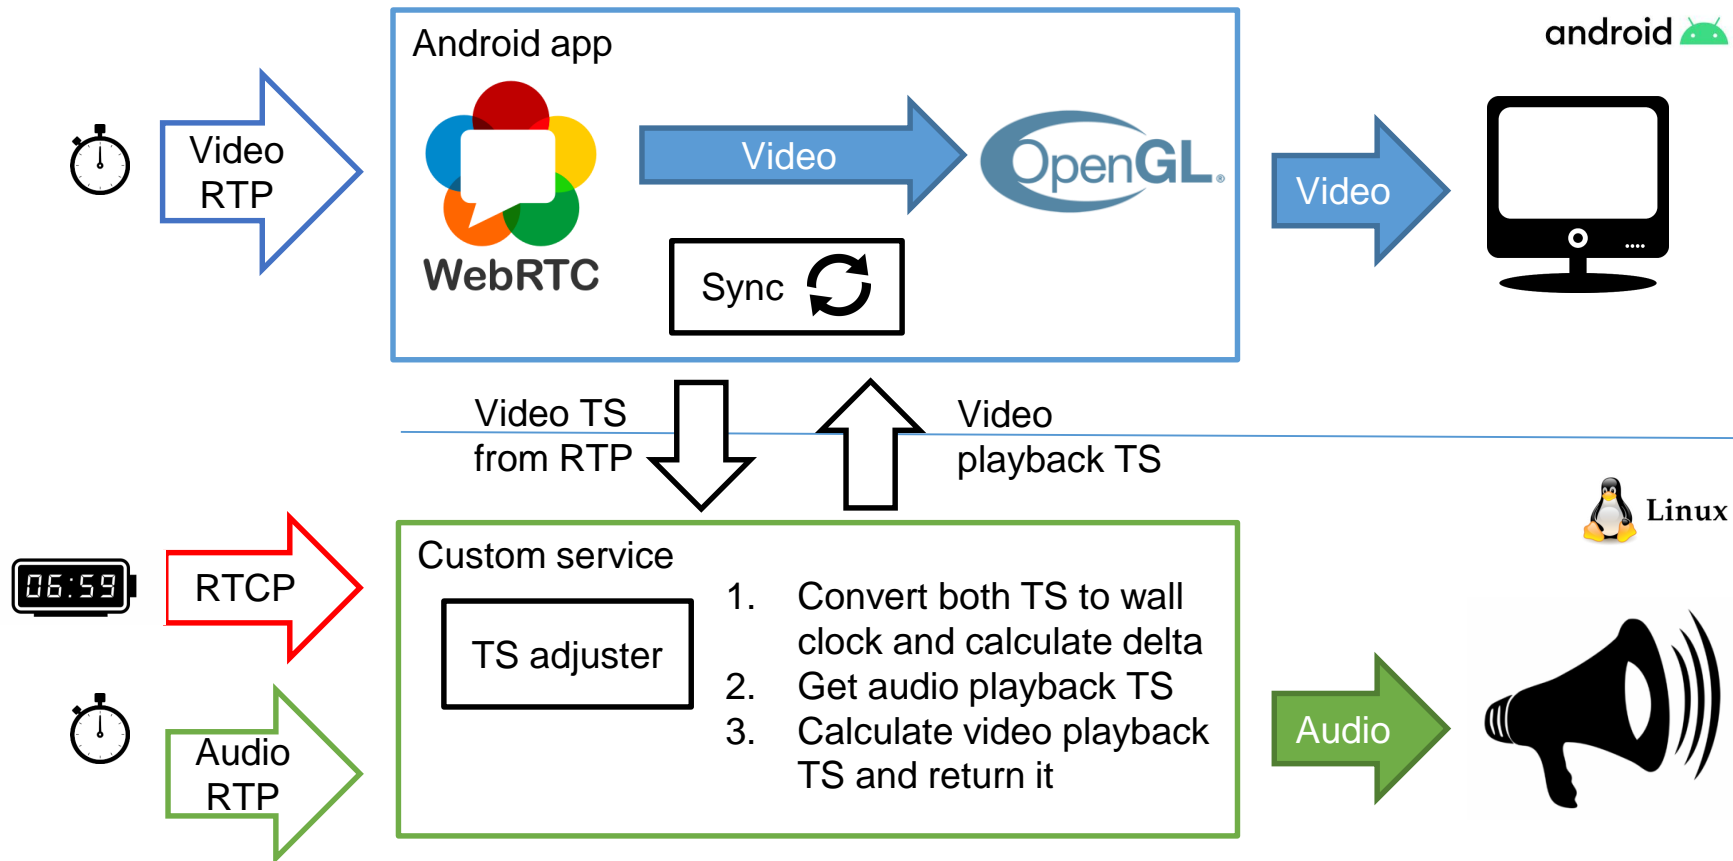 Android app
android
Video
RTP
WebRTC
Video
OpenGL®
Video
Sync
Video TS
from RTP
Video
playback TS
Linux
06:59
RTCP
Custom service
TS adjuster
1. Convert both TS to wall
clock and calculate delta
2. Get audio playback TS
3. Calculate video playback
TS and return it
Audio
RTP
Audio